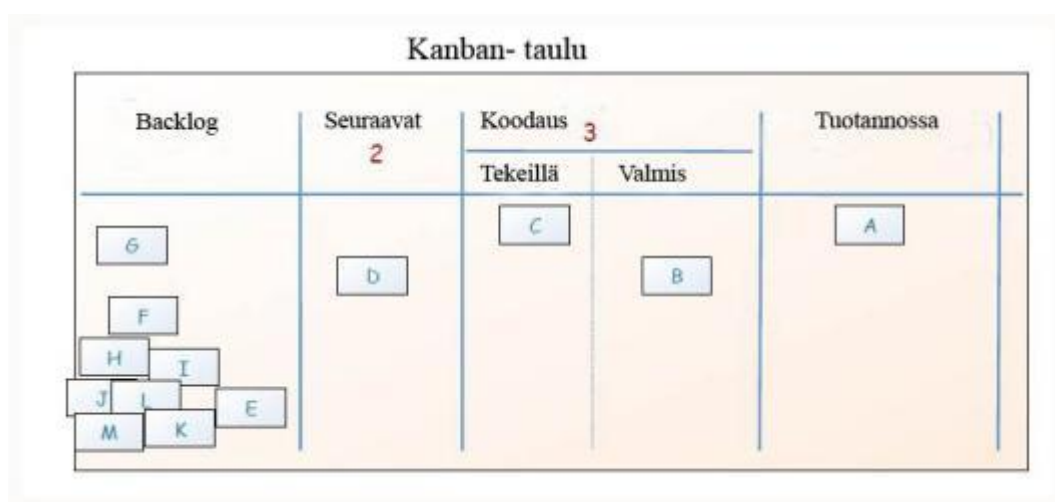 Kanban- taulu
Backlog
Seuraavat
2
Koodaus 3
Tekeillä
Valmis
Tuotannossa
G
F
H
I
J
L
E
M
K
D
C
B
A